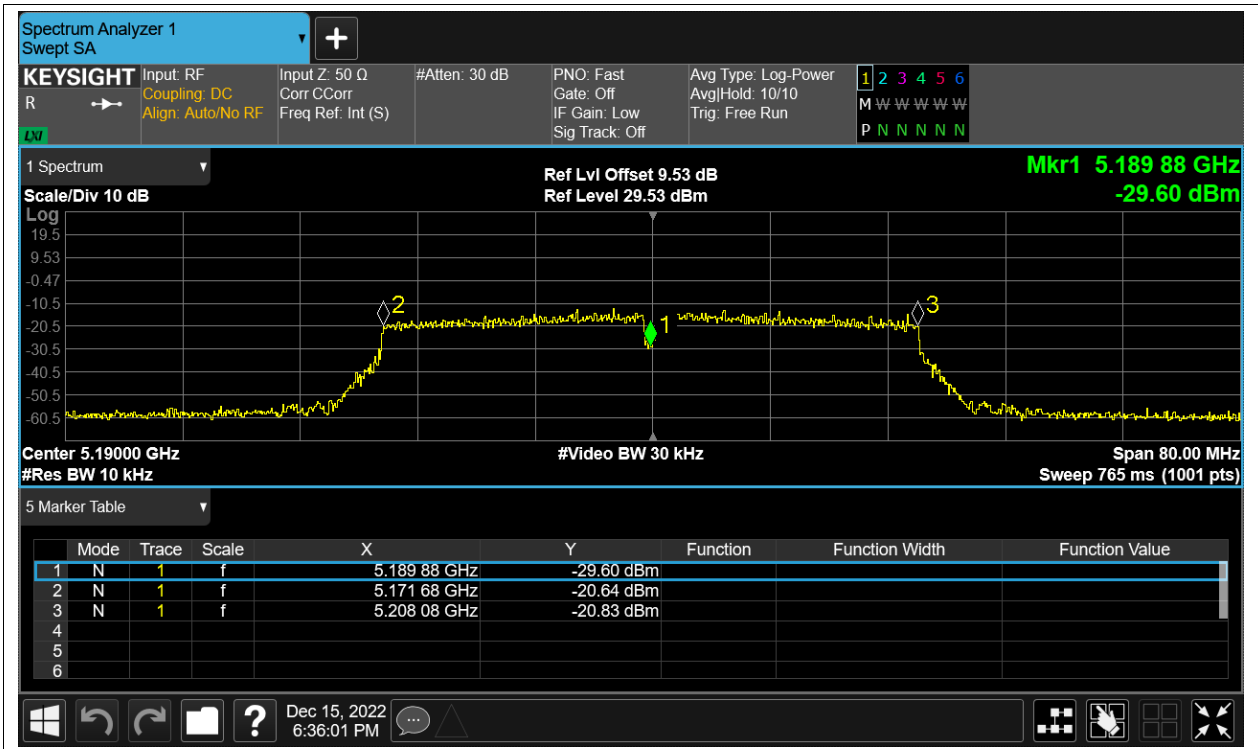 Spectrum Analyzer 1
Swept SA
KEYSIGHT Input: RF Input Z: 50 Ω #Atten: 30 dB PNO: Fast Avg Type: Log-Power 1 2 3 4 5 6
R Coupling: DC Corr CCorr Gate: Off Avg|Hold: 10/10 M W W W W W
Align: Auto/No RF Freq Ref: Int (S) IF Gain: Low Trig: Free Run
LXI Sig Track: Off P N N N N N
1 Spectrum Ref Lvl Offset 9.53 dB Mkr1 5.189 88 GHz
Scale/Div 10 dB Ref Level 29.53 dBm -29.60 dBm
Log
19.5
9.53
-0.47
-10.5 2 3
-20.5 1
-30.5
-40.5
-50.5
-60.5
Center 5.19000 GHz #Video BW 30 kHz Span 80.00 MHz
#Res BW 10 kHz Sweep 765 ms (1001 pts)
5 Marker Table
Mode Trace Scale X Y Function Function Width Function Value
1 N 1 f 5.189 88 GHz -29.60 dBm
2 N 1 f 5.171 68 GHz -20.64 dBm
3 N 1 f 5.208 08 GHz -20.83 dBm
4
5
6
? Dec 15, 2022
6:36:01 PM